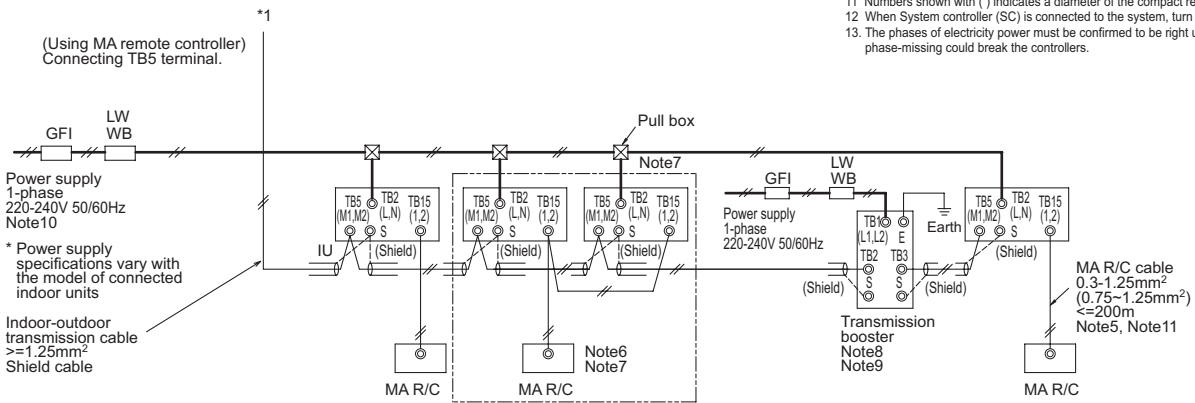 11 Numbers shown with ( ) indicates a diameter of the compact re
12 When System controller (SC) is connected to the system, turn
13. The phases of electricity power must be confirmed to be right u
phase-missing could break the controllers.
*1
(Using MA remote controller)
Connecting TB5 terminal.
GFI
LW
WB
Pull box
Note7
Power supply
1-phase
220-240V 50/60Hz
Note10
* Power supply
specifications vary with
the model of connected
indoor units
Indoor-outdoor
transmission cable
>=1.25mm²
Shield cable
IU
TB5
(M1,M2)
TB2
(L,N)
TB15
(1,2)
S
(Shield)
MA R/C
TB5
(M1,M2)
TB2
(L,N)
TB15
(1,2)
S
(Shield)
MA R/C
Note6
Note7
TB5
(M1,M2)
TB2
(L,N)
TB15
(1,2)
S
(Shield)
GFI
LW
WB
Power supply
1-phase
220-240V 50/60Hz
TB1
(L1,L2)
E
Earth
TB2
S
TB3
S
(Shield)
(Shield)
Transmission
booster
Note8
Note9
TB5
(M1,M2)
TB2
(L,N)
TB15
(1,2)
S
(Shield)
MA R/C cable
0.3-1.25mm²
(0.75~1.25mm²)
<=200m
Note5, Note11
MA R/C